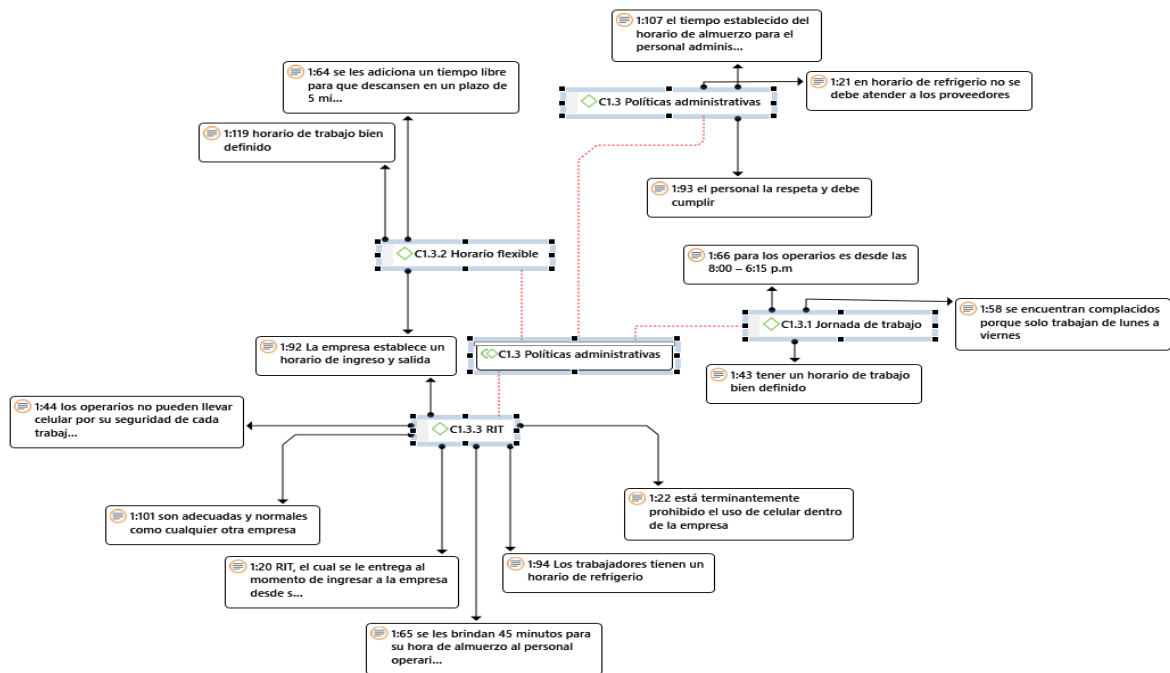 1:107 el tiempo establecido del
horario de almuerzo para el
personal adminis...
1:64 se les adiciona un tiempo libre
para que descansen en un plazo de
5 mi...
1:21 en horario de refrigerio no se
debe atender a los proveedores
C1.3 Políticas administrativas
1:119 horario de trabajo bien
definido
1:93 el personal la respeta y debe
cumplir
C1.3.2 Horario flexible
1:66 para los operarios es desde las
8:00 – 6:15 p.m
1:58 se encuentran complacidos
porque solo trabajan de lunes a
viernes
C1.3.1 Jornada de trabajo
1:92 La empresa establece un
horario de ingreso y salida
C1.3 Políticas administrativas
1:43 tener un horario de trabajo
bien definido
1:44 los operarios no pueden llevar
celular por su seguridad de cada
trabaj...
C1.3.3 RIT
1:22 está terminantemente
prohibido el uso de celular dentro
de la empresa
1:101 son adecuadas y normales
como cualquier otra empresa
1:20 RIT, el cual se le entrega al
momento de ingresar a la empresa
desde s...
1:94 Los trabajadores tienen un
horario de refrigerio
1:65 se les brindan 45 minutos para
su hora de almuerzo al personal
operari...